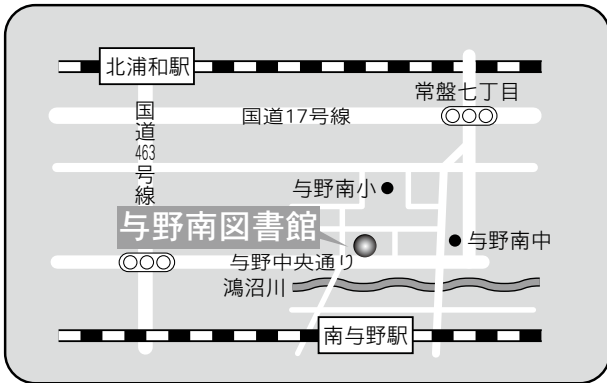 北浦和駅
常盤七丁目
国道17号線
国道463号線
与野南小
与野南図書館
与野南中
与野中央通り
鴻沼川
南与野駅